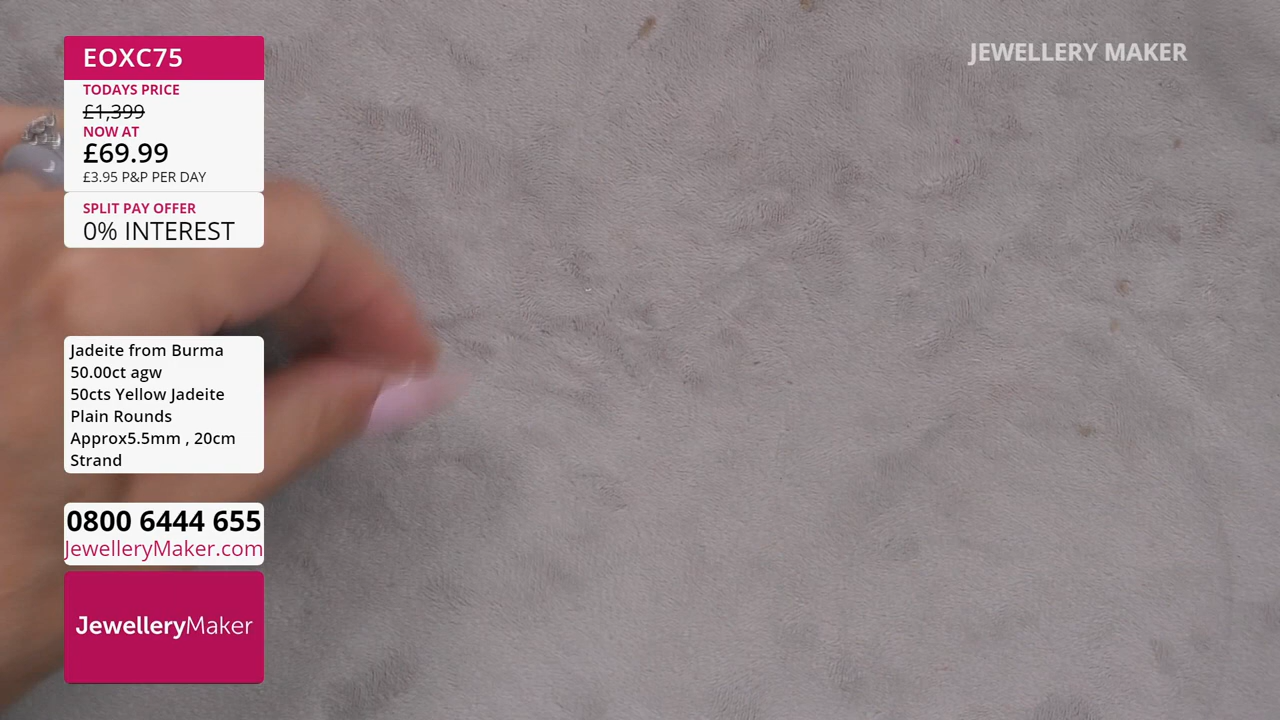 EOXC75
TODAYS PRICE
£1,399
NOW AT
£69.99
£3.95 P&P PER DAY
SPLIT PAY OFFER
0% INTEREST
Jadeite from Burma
50.00ct agw
50cts Yellow Jadeite
Plain Rounds
Approx5.5mm , 20cm
Strand
0800 6444 655
JewelleryMaker.com
JewelleryMaker
JEWELLERY MAKER